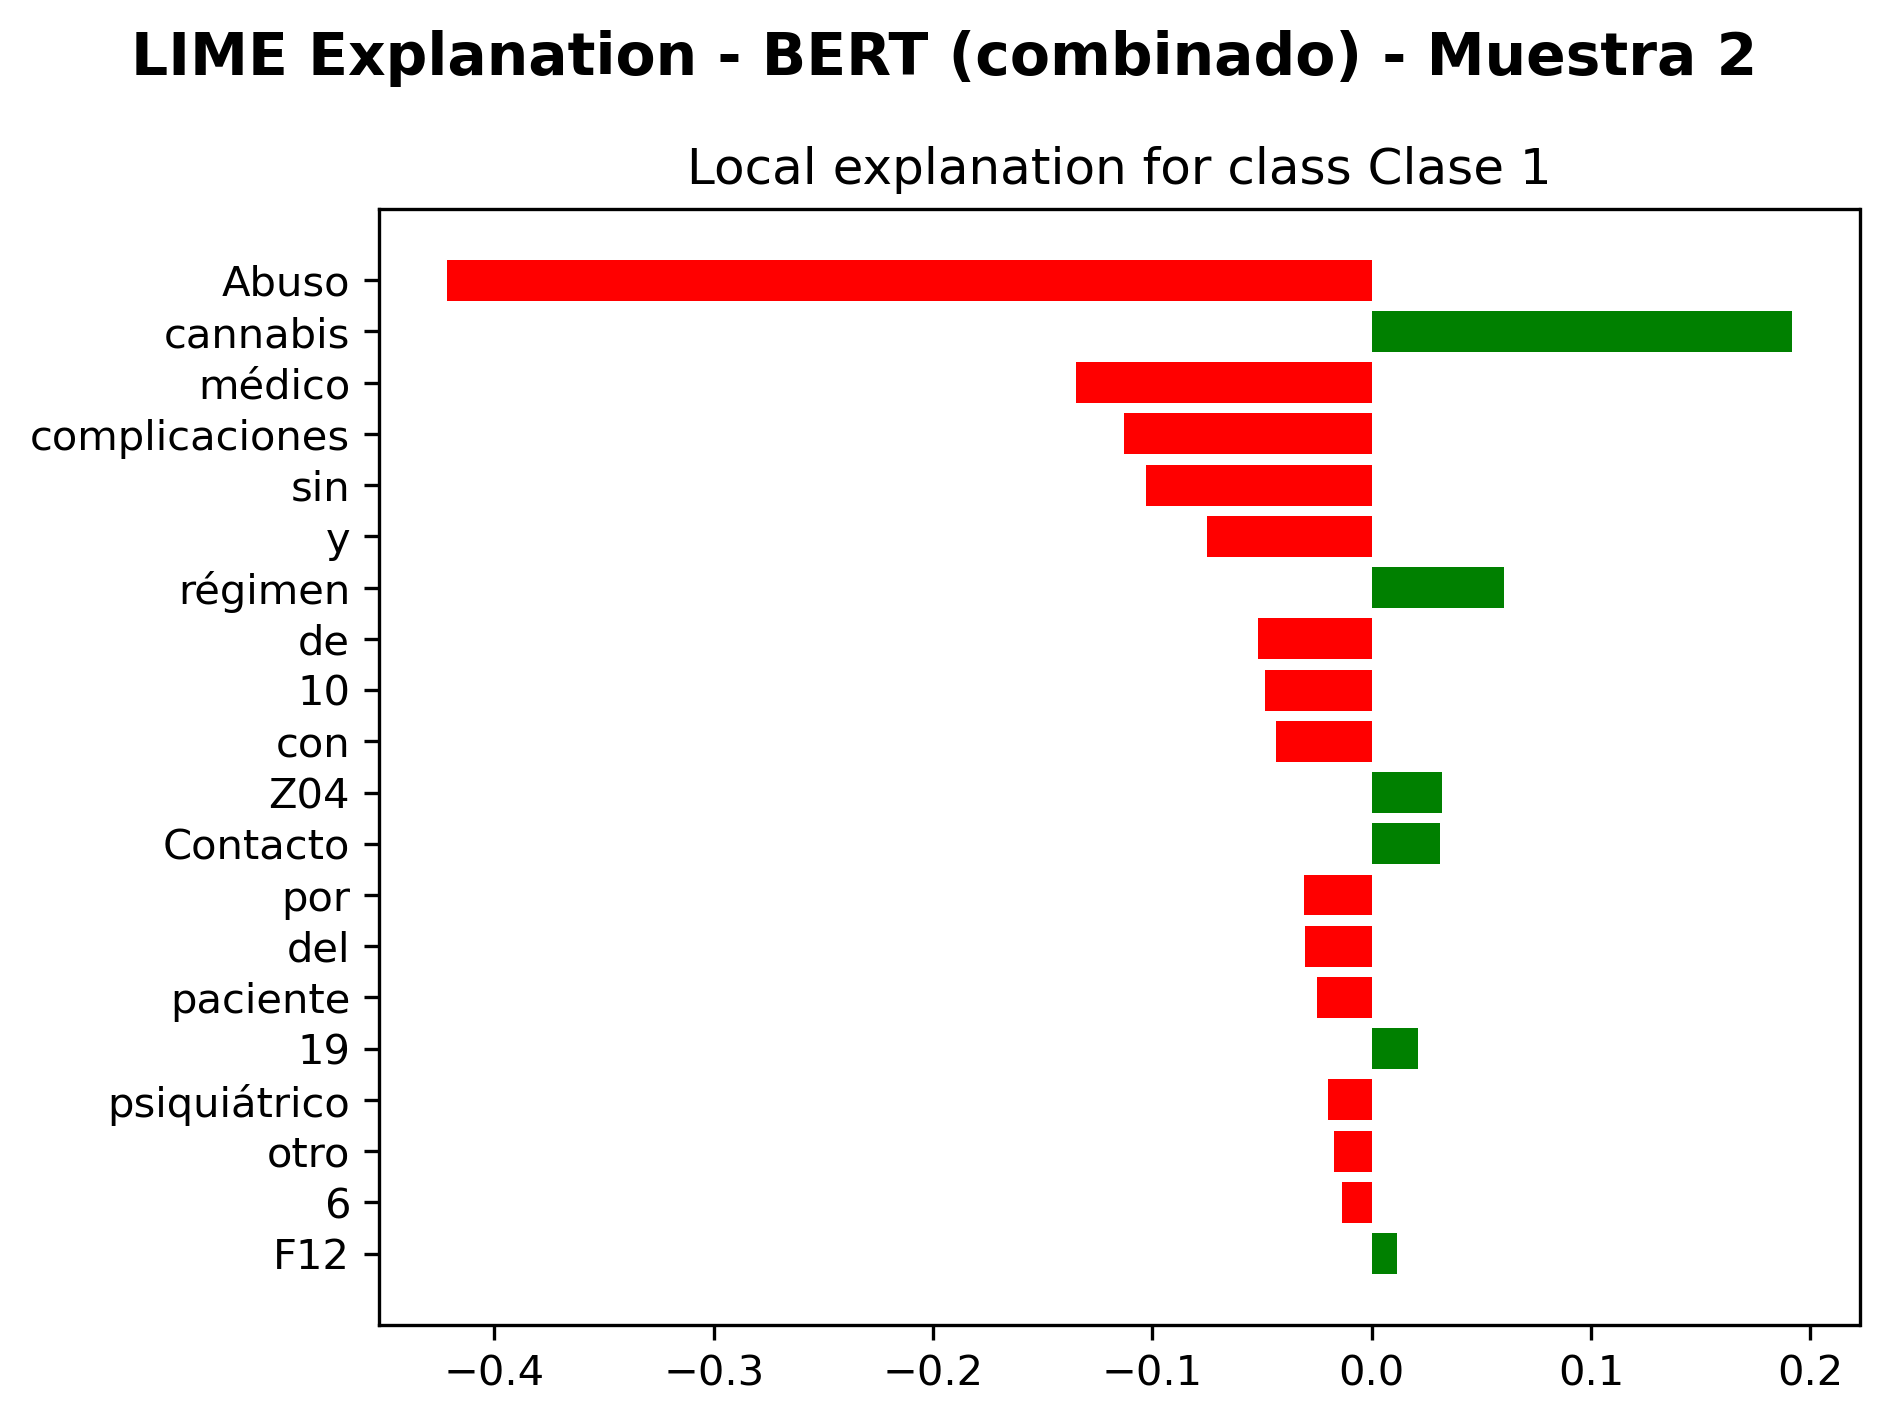 LIME Explanation - BERT (combinado) - Muestra 2
Local explanation for class Clase 1
Abuso
cannabis
médico
complicaciones
sin
y
régimen
de
10
con
Z04
Contacto
por
del
paciente
19
psiquiátrico
otro
6
F12
−0.4 −0.3 −0.2 −0.1 0.0 0.1 0.2